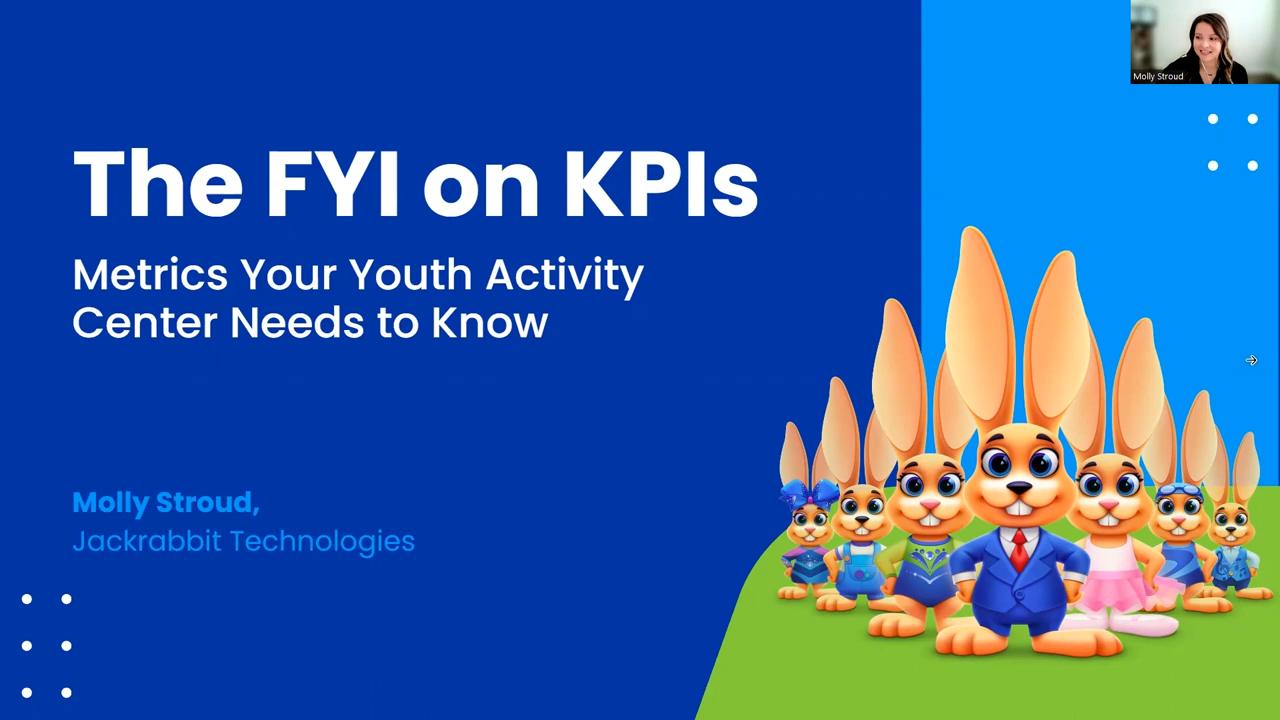 Molly Stroud
The FYI on KPIs
Metrics Your Youth Activity
Center Needs to Know
Molly Stroud,
Jackrabbit Technologies